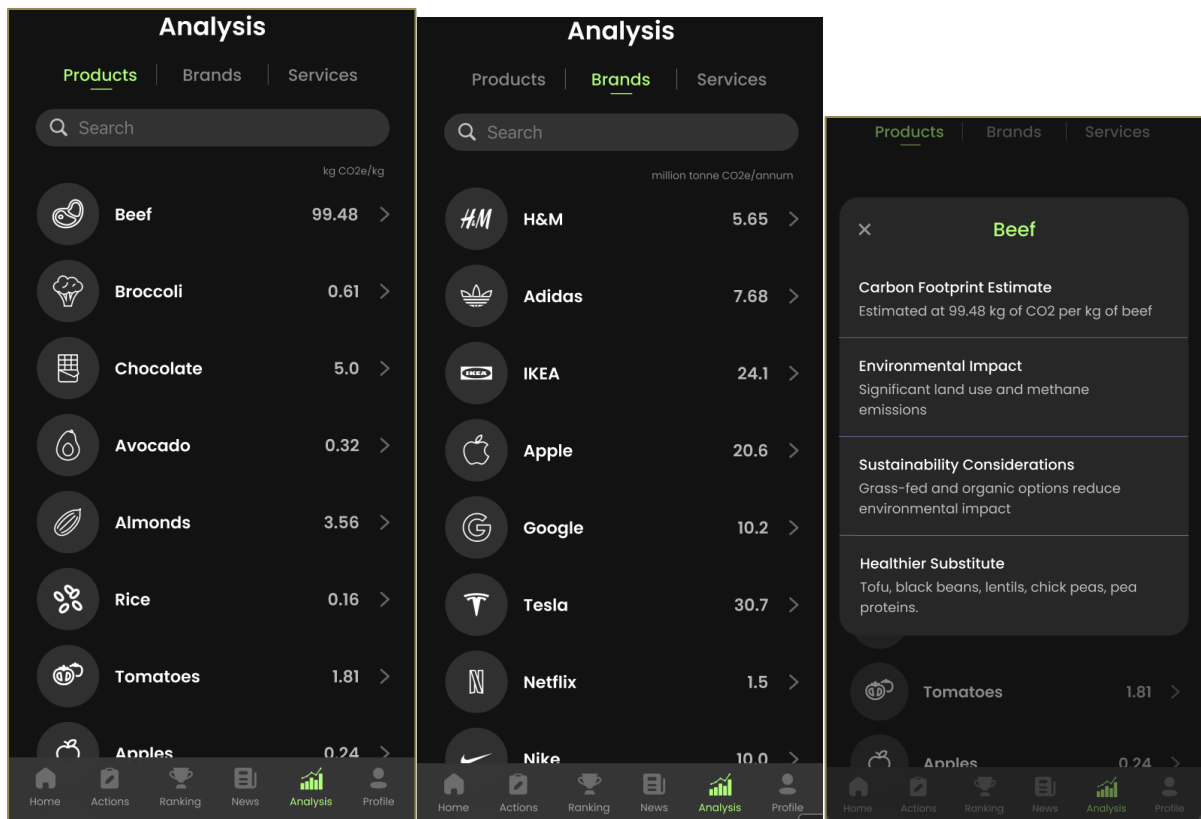 Analysis
Products Brands Services
Search
kg CO2e/kg
Beef 99.48
Broccoli 0.61
Chocolate 5.0
Avocado 0.32
Almonds 3.56
Rice 0.16
Tomatoes 1.81
Apples 0.24
Home Actions Ranking News Analysis Profile
Analysis
Products Brands Services
Search
million tonne CO2e/annum
H&M H&M 5.65
Adidas 7.68
IKEA IKEA 24.1
Apple 20.6
Google 10.2
Tesla 30.7
Netflix 1.5
Nike 10.0
Home Actions Ranking News Analysis Profile
Products Brands Services
Beef
Carbon Footprint Estimate
Estimated at 99.48 kg of CO2 per kg of beef
Environmental Impact
Significant land use and methane
emissions
Sustainability Considerations
Grass-fed and organic options reduce
environmental impact
Healthier Substitute
Tofu, black beans, lentils, chick peas, pea
proteins.
Tomatoes 1.81
Apples 0.24
Home Actions Ranking News Analysis Profile